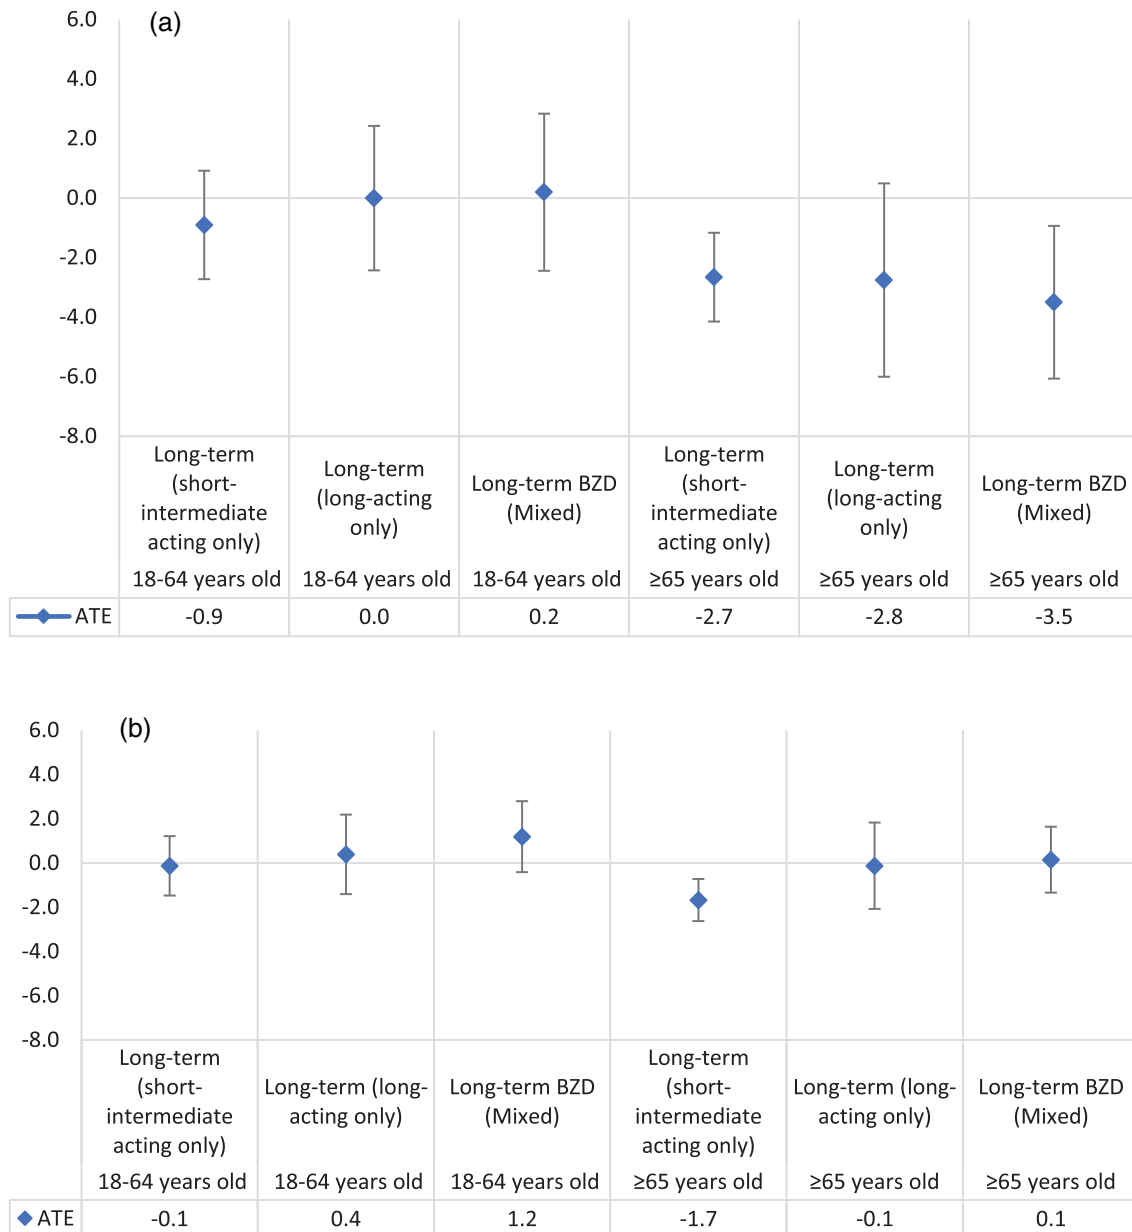 (a)
6.0
4.0
2.0
0.0
-2.0
-4.0
-6.0
-8.0
Long-term (short-intermediate acting only)
Long-term (long-acting only)
Long-term BZD (Mixed)
Long-term (short-intermediate acting only)
Long-term (long-acting only)
Long-term BZD (Mixed)
18-64 years old 18-64 years old 18-64 years old ≥65 years old ≥65 years old ≥65 years old
ATE -0.9 0.0 0.2 -2.7 -2.8 -3.5
(b)
6.0
4.0
2.0
0.0
-2.0
-4.0
-6.0
-8.0
Long-term (short-intermediate acting only)
Long-term (long-acting only)
Long-term BZD (Mixed)
Long-term (short-intermediate acting only)
Long-term (long-acting only)
Long-term BZD (Mixed)
18-64 years old 18-64 years old 18-64 years old ≥65 years old ≥65 years old ≥65 years old
ATE -0.1 0.4 1.2 -1.7 -0.1 0.1